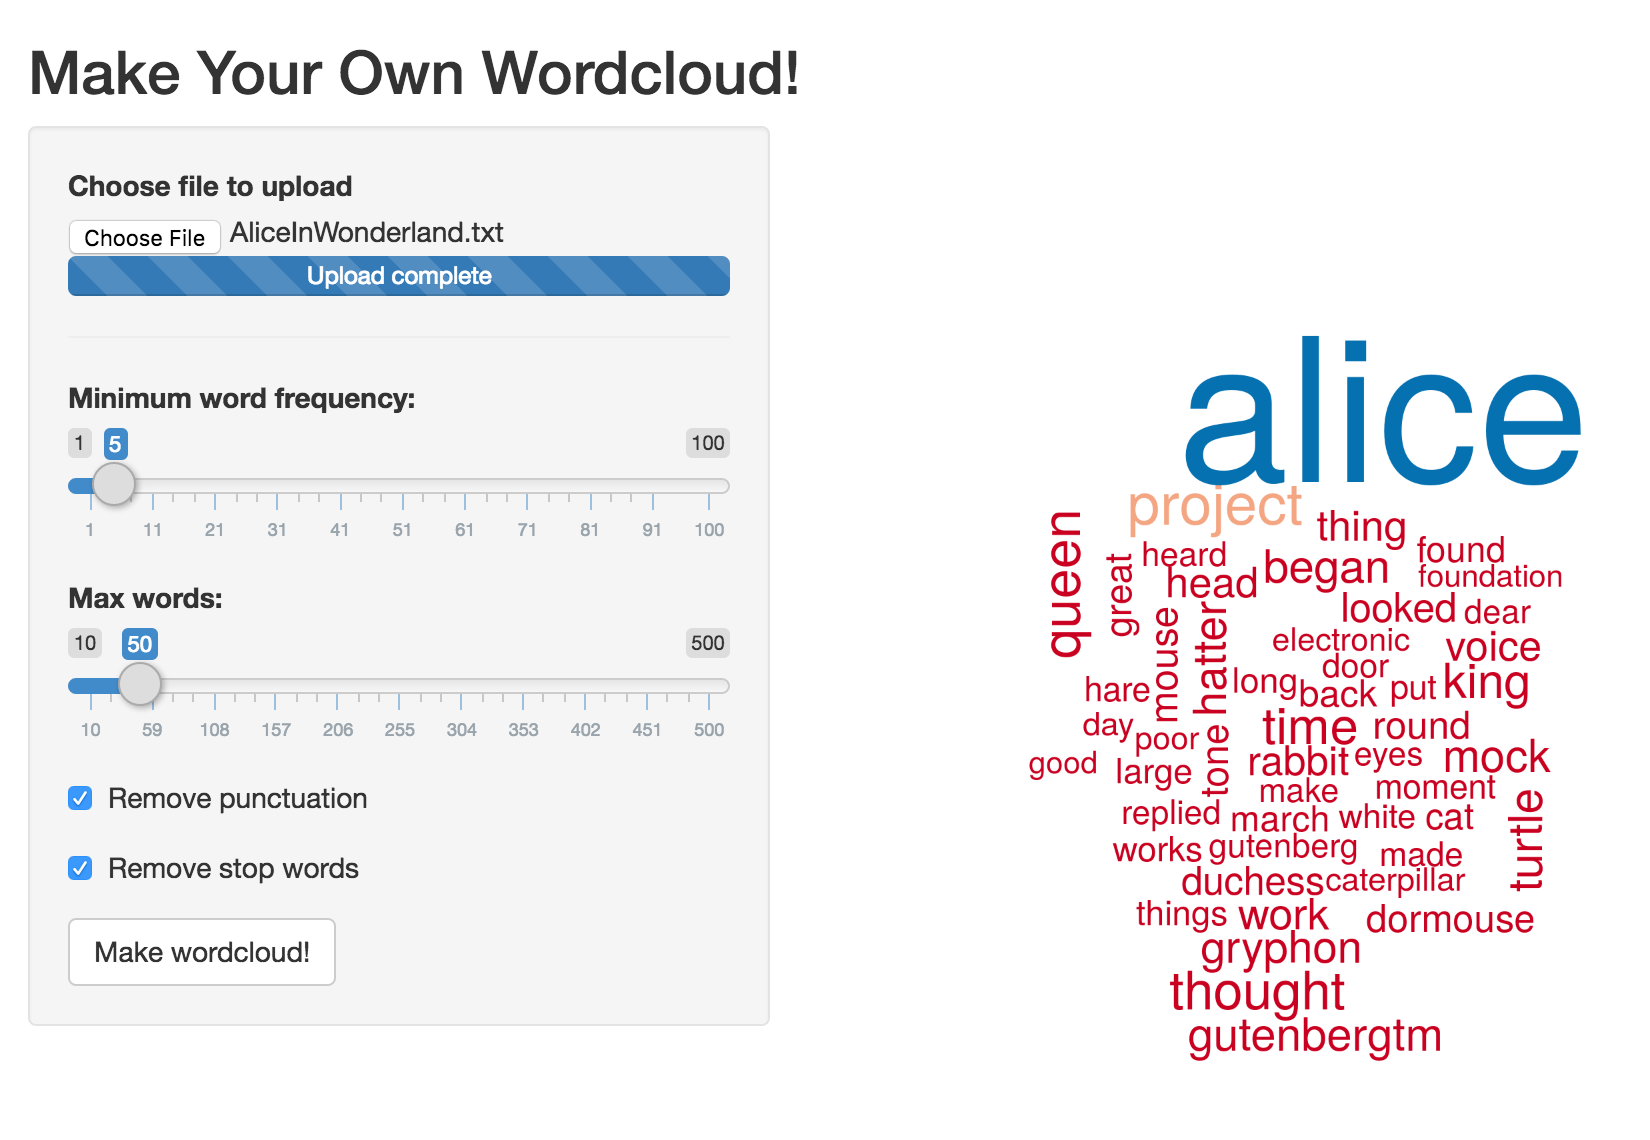 Make Your Own Wordcloud!
Choose file to upload
Choose File AliceInWonderland.txt
Upload complete
Minimum word frequency:
1 5 100
1 11 21 31 41 51 61 71 81 91 100
Max words:
10 50 500
10 59 108 157 206 255 304 353 402 451 500
Remove punctuation
Remove stop words
Make wordcloud!
alice
project
queen
thing
great
heard
found
head
began
foundation
mouse
hatter
looked
dear
electronic
voice
door
hare
long
back
put
king
day
poor
tone
time
round
good
large
rabbit
eyes
mock
make
moment
turtle
replied
march
white
cat
works
gutenberg
made
duchess
caterpillar
things
work
dormouse
gryphon
thought
gutenbergtm